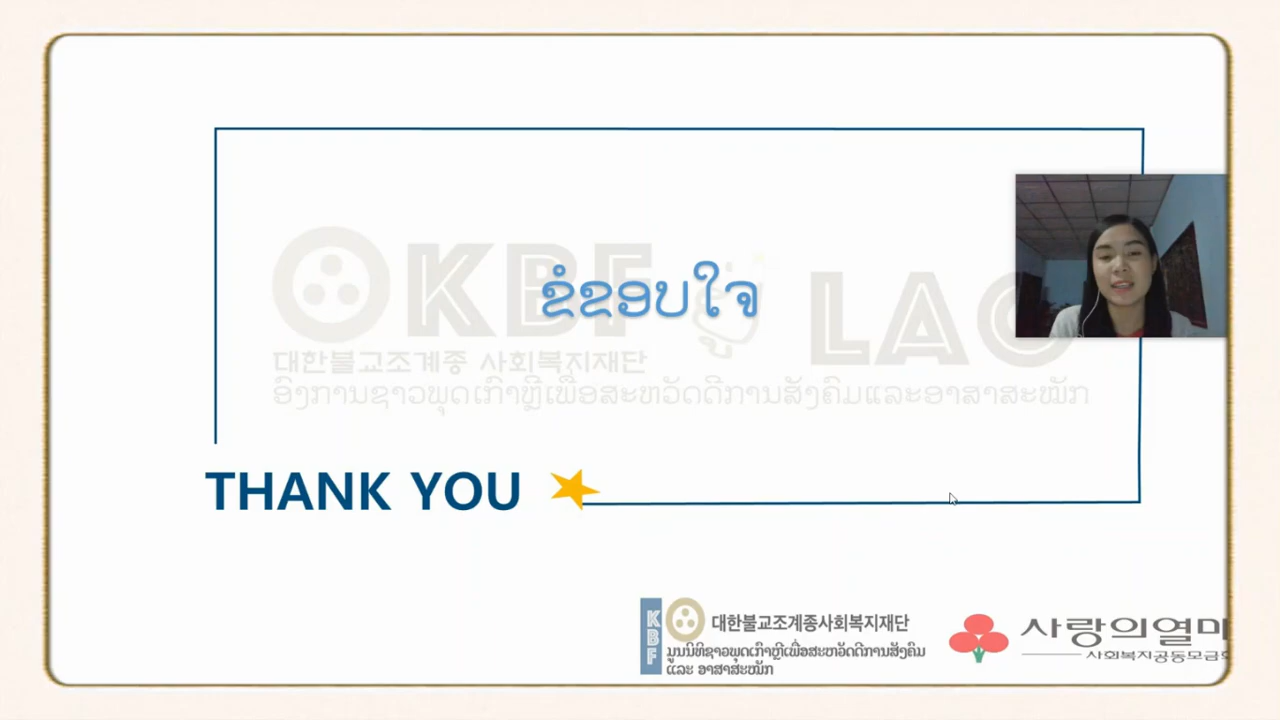 KBF ຢູ່ LAO
ຂໍຂອບໃຈ
대한불교조계종 사회복지재단
ອົງການຊາວພຸດເກົາຫຼີເພື່ອສະຫວັດດີການສັງຄົມແລະອາສາສະໝັກ
THANK YOU
KBF
대한불교조계종사회복지재단
ມູນນິທິຊາວພຸດເກົາຫຼີເພື່ອສະຫວັດດີການສັງຄົມ
ແລະ ອາສາສະໝັກ
사랑의열매
사회복지공동모금회